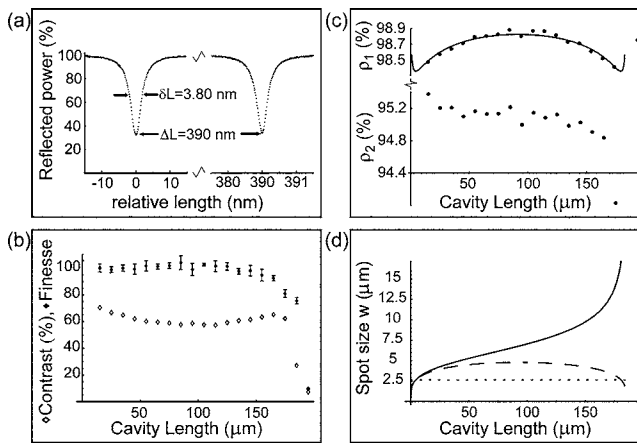 (a)
Reflected power (%)
100
80
60
40
20
δL=3.80 nm
ΔL=390 nm
-10 0 10 380 390 391
relative length (nm)
(b)
◇Contrast (%), ♦Finesse
100
80
60
40
20
50 100 150
Cavity Length (μm)
(c)
ρ1 (%)
98.9
98.7
98.5
ρ2 (%)
95.2
94.8
94.4
50 100 150
Cavity Length (μm)
(d)
Spot size w (μm)
15
12.5
10
7.5
5
2.5
50 100 150
Cavity Length (μm)